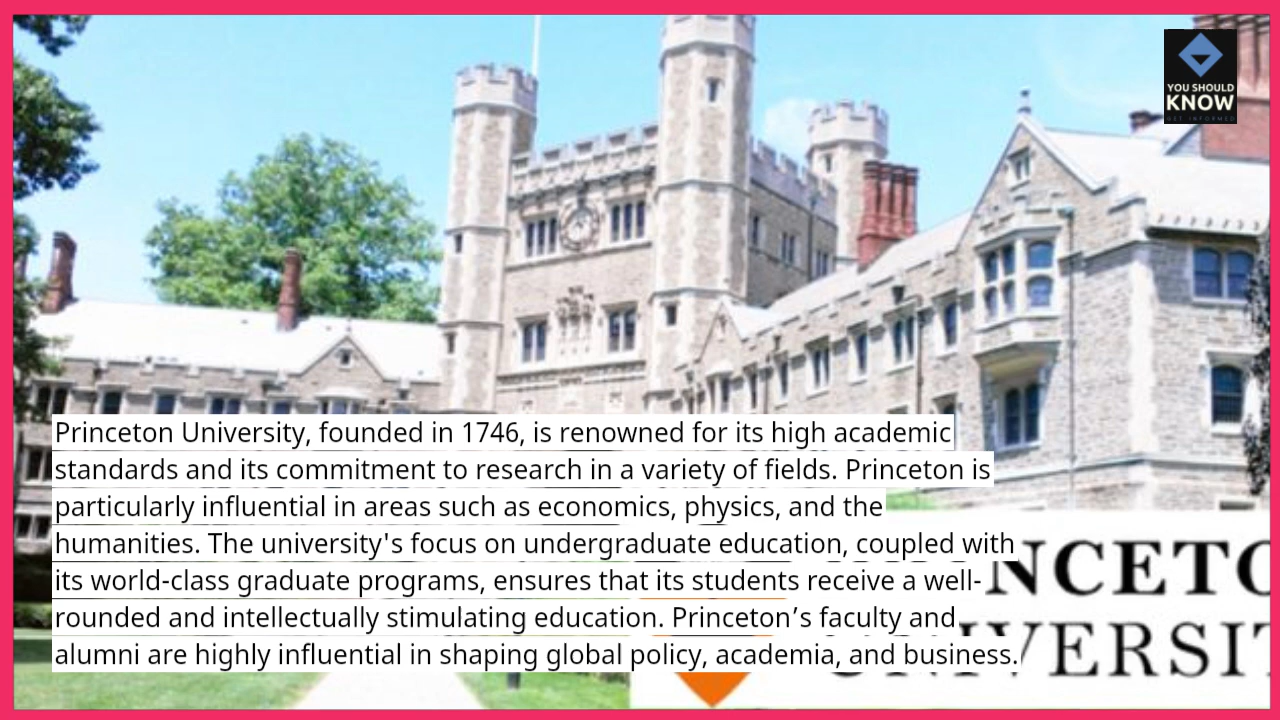 YOU SHOULD
KNOW
GET INFORMED
Princeton University, founded in 1746, is renowned for its high academic
standards and its commitment to research in a variety of fields. Princeton is
particularly influential in areas such as economics, physics, and the
humanities. The university's focus on undergraduate education, coupled with
its world-class graduate programs, ensures that its students receive a well-
rounded and intellectually stimulating education. Princeton’s faculty and
alumni are highly influential in shaping global policy, academia, and business.
NCETO
VERSIT